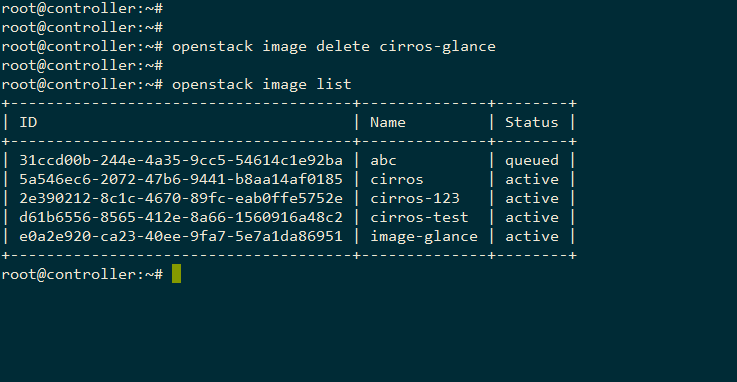 root@controller:~#
root@controller:~#
root@controller:~# openstack image delete cirros-glance
root@controller:~#
root@controller:~# openstack image list
+--------------------------------------+--------------+--------+
| ID                                   | Name         | Status |
+--------------------------------------+--------------+--------+
| 31ccd00b-244e-4a35-9cc5-54614c1e92ba | abc          | queued |
| 5a546ec6-2072-47b6-9441-b8aa14af0185 | cirros       | active |
| 2e390212-8c1c-4670-89fc-eab0ffe5752e | cirros-123   | active |
| d61b6556-8565-412e-8a66-1560916a48c2 | cirros-test  | active |
| e0a2e920-ca23-40ee-9fa7-5e7a1da86951 | image-glance | active |
+--------------------------------------+--------------+--------+
root@controller:~#